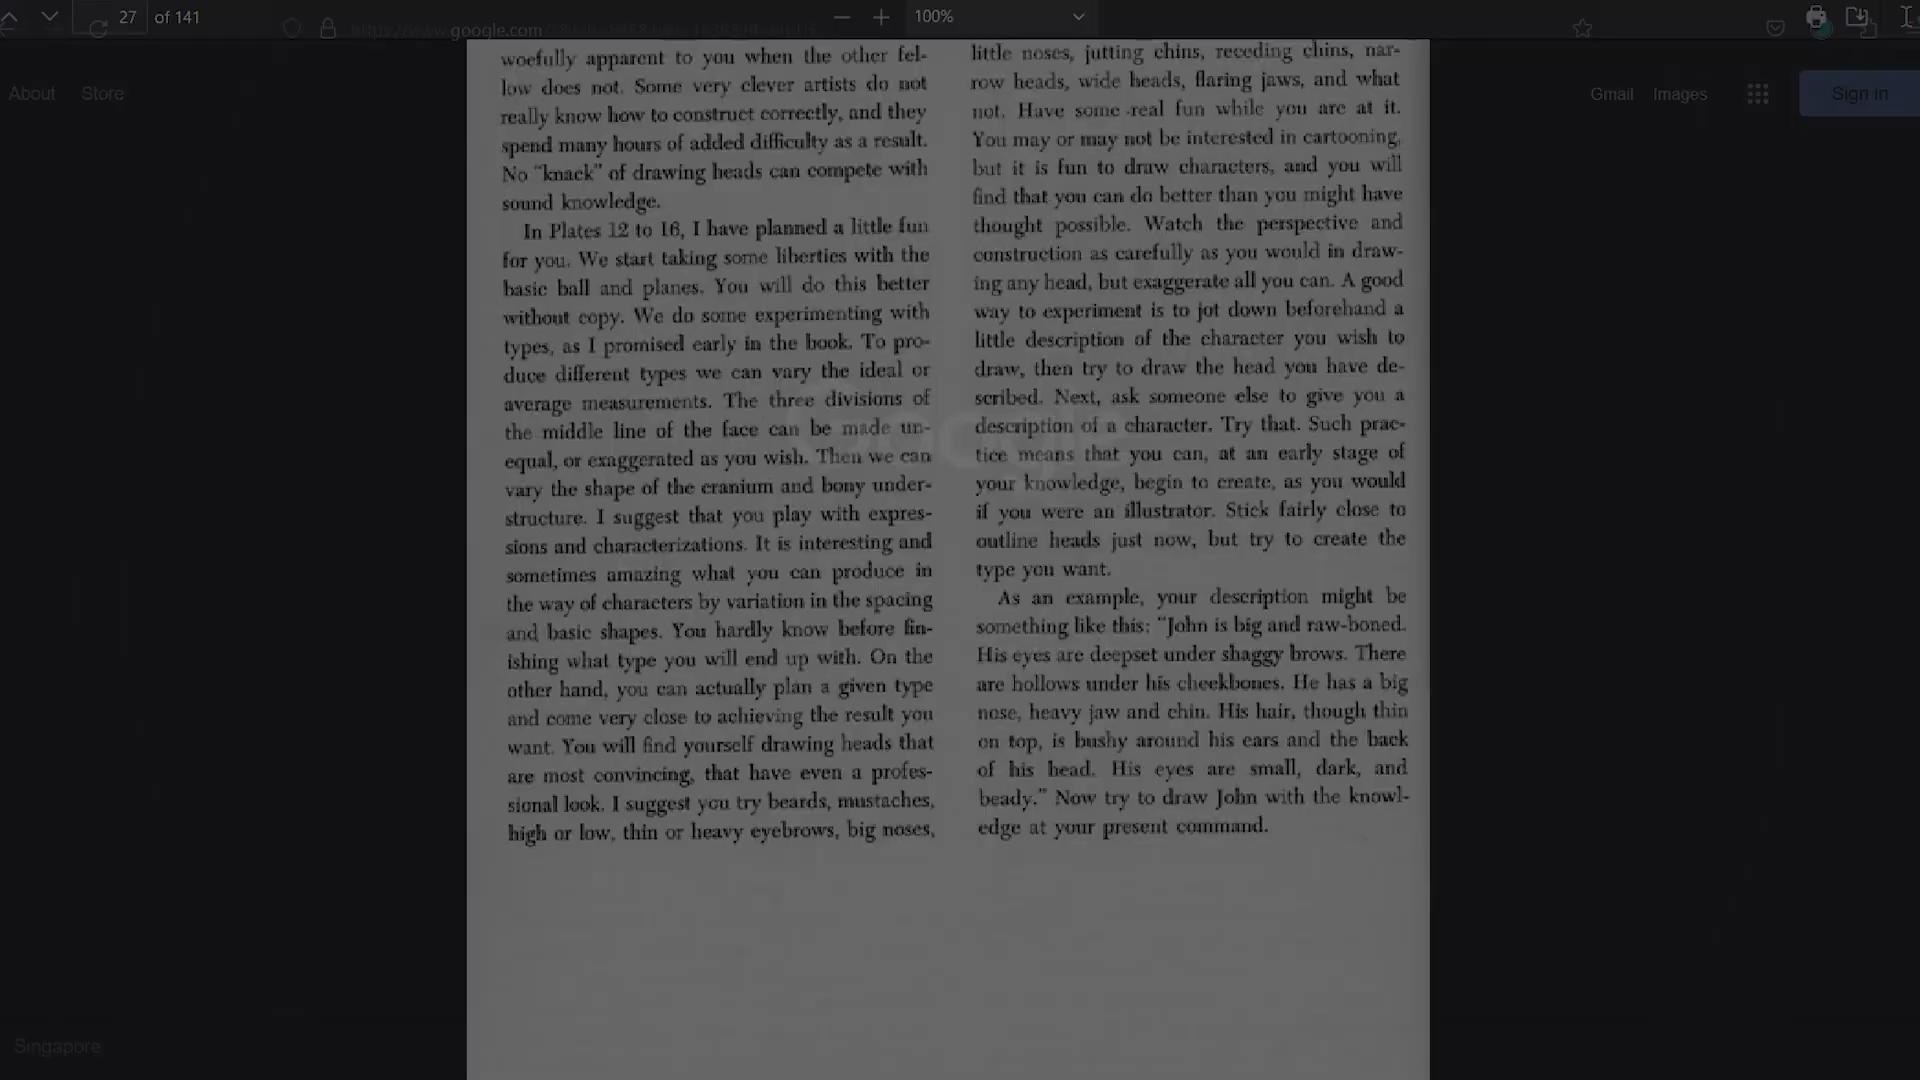 27 of 141
100%
https://www.google.com
About
Store
Gmail
Images
Sign in
woefully apparent to you when the other fel-
low does not. Some very clever artists do not
really know how to construct correctly, and they
spend many hours of added difficulty as a result.
No "knack" of drawing heads can compete with
sound knowledge.
In Plates 12 to 16, I have planned a little fun
for you. We start taking some liberties with the
basic ball and planes. You will do this better
without copy. We do some experimenting with
types, as I promised early in the book. To pro-
duce different types we can vary the ideal or
average measurements. The three divisions of
the middle line of the face can be made un-
equal, or exaggerated as you wish. Then we can
vary the shape of the cranium and bony under-
structure. I suggest that you play with expres-
sions and characterizations. It is interesting and
sometimes amazing what you can produce in
the way of characters by variation in the spacing
and basic shapes. You hardly know before fin-
ishing what type you will end up with. On the
other hand, you can actually plan a given type
and come very close to achieving the result you
want. You will find yourself drawing heads that
are most convincing, that have even a profes-
sional look. I suggest you try beards, mustaches,
high or low, thin or heavy eyebrows, big noses,
little noses, jutting chins, receding chins, nar-
row heads, wide heads, flaring jaws, and what
not. Have some real fun while you are at it.
You may or may not be interested in cartooning,
but it is fun to draw characters, and you will
find that you can do better than you might have
thought possible. Watch the perspective and
construction as carefully as you would in draw-
ing any head, but exaggerate all you can. A good
way to experiment is to jot down beforehand a
little description of the character you wish to
draw, then try to draw the head you have de-
scribed. Next, ask someone else to give you a
description of a character. Try that. Such prac-
tice means that you can, at an early stage of
your knowledge, begin to create, as you would
if you were an illustrator. Stick fairly close to
outline heads just now, but try to create the
type you want.
As an example, your description might be
something like this: "John is big and raw-boned.
His eyes are deepset under shaggy brows. There
are hollows under his cheekbones. He has a big
nose, heavy jaw and chin. His hair, though thin
on top, is bushy around his ears and the back
of his head. His eyes are small, dark, and
beady." Now try to draw John with the knowl-
edge at your present command.
Google
Singapore